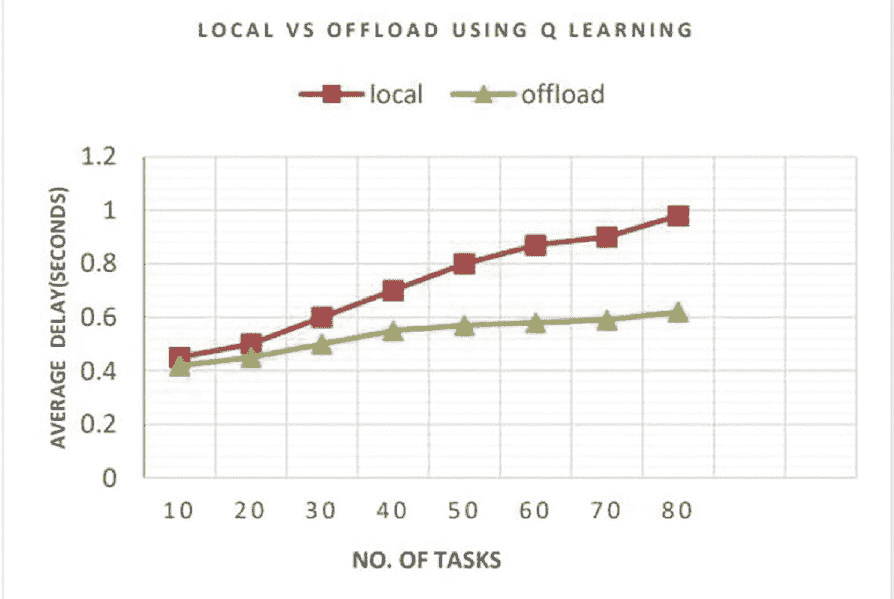 LOCAL VS OFFLOAD USING Q LEARNING
local offload
AVERAGE DELAY(SECONDS)
1.2
1
0.8
0.6
0.4
0.2
0
10 20 30 40 50 60 70 80
NO. OF TASKS